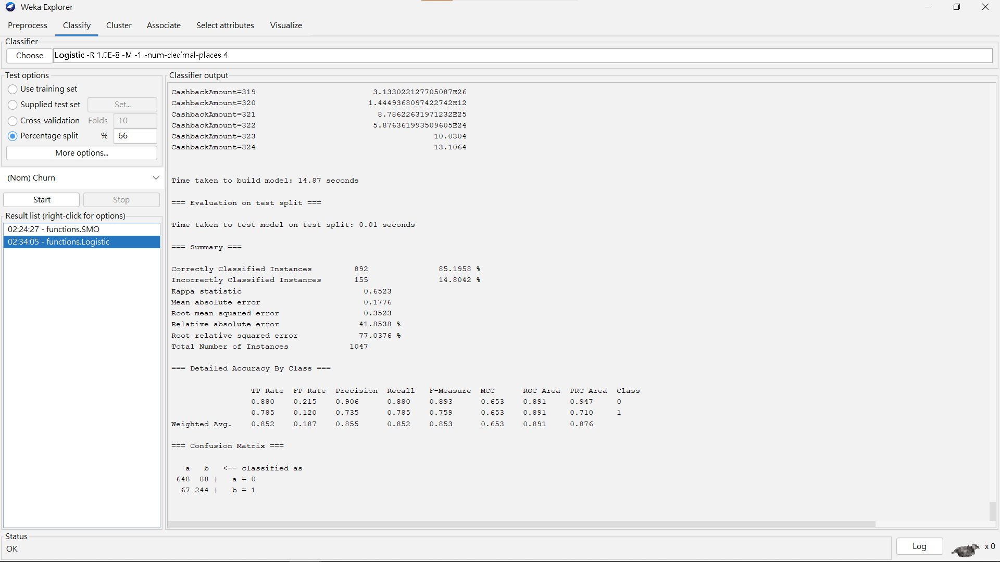 Weka Explorer
Preprocess Classify Cluster Associate Select attributes Visualize
Classifier
Choose Logistic -R 1.0E-8 -M -1 -num-decimal-places 4
Test options
Use training set
Supplied test set Set...
Cross-validation Folds 10
Percentage split % 66
More options...
(Nom) Churn
Start Stop
Result list (right-click for options)
02:24:27 - functions.SMO
02:34:05 - functions.Logistic
Classifier output
CashbackAmount=319 3.133022127705087E26
CashbackAmount=320 1.4449368097422742E12
CashbackAmount=321 8.78622631971232E25
CashbackAmount=322 5.876361993509605E24
CashbackAmount=323 10.0304
CashbackAmount=324 13.1064
Time taken to build model: 14.87 seconds
=== Evaluation on test split ===
Time taken to test model on test split: 0.01 seconds
=== Summary ===
Correctly Classified Instances 892 85.1958 %
Incorrectly Classified Instances 155 14.8042 %
Kappa statistic 0.6523
Mean absolute error 0.1776
Root mean squared error 0.3523
Relative absolute error 41.8538 %
Root relative squared error 77.0376 %
Total Number of Instances 1047
=== Detailed Accuracy By Class ===
TP Rate FP Rate Precision Recall F-Measure MCC ROC Area PRC Area Class
0.880 0.215 0.906 0.880 0.893 0.653 0.891 0.947 0
0.785 0.120 0.735 0.785 0.759 0.653 0.891 0.710 1
Weighted Avg. 0.852 0.187 0.855 0.852 0.853 0.653 0.891 0.876
=== Confusion Matrix ===
a b <-- classified as
648 88 | a = 0
67 244 | b = 1
Status
OK
Log
x 0